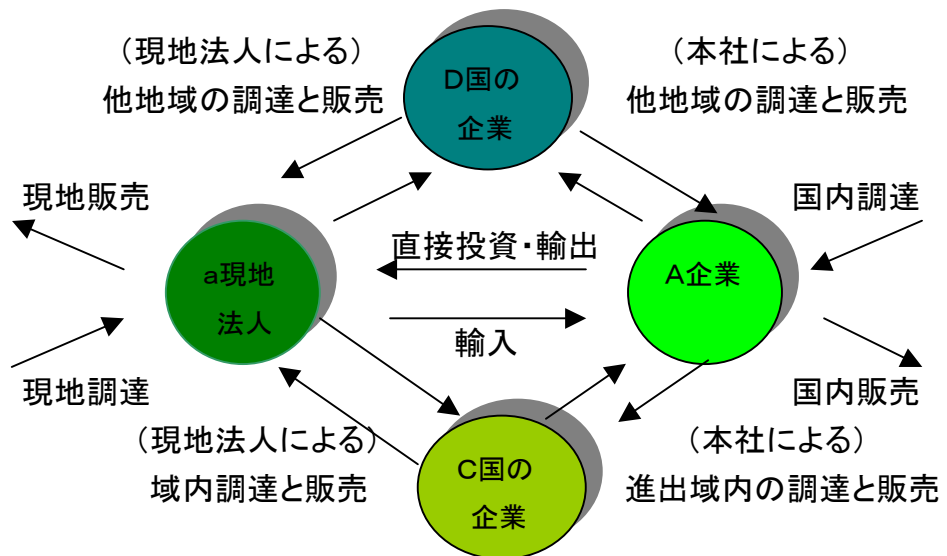 （現地法人による）
他地域の調達と販売
D国の
企業
（本社による）
他地域の調達と販売
現地販売
国内調達
直接投資・輸出
a現地
法人
A企業
輸入
現地調達
国内販売
（現地法人による）
域内調達と販売
C国の
企業
（本社による）
進出域内の調達と販売